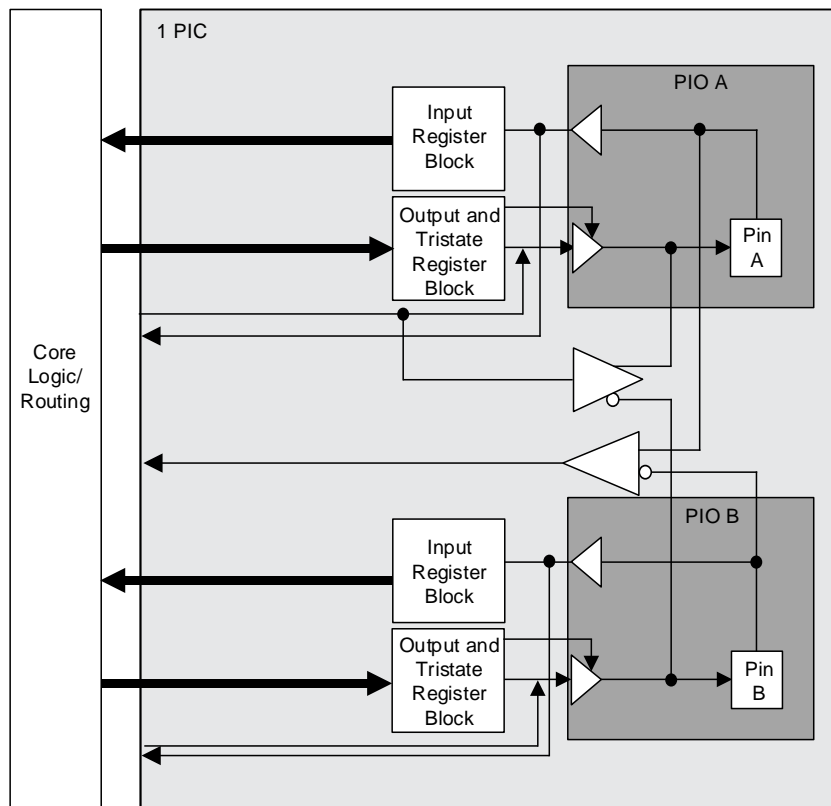 1 PIC
PIO A
Input
Register
Block
Output and
Tristate
Register
Block
Pin
A
Core
Logic/
Routing
PIO B
Input
Register
Block
Output and
Tristate
Register
Block
Pin
B